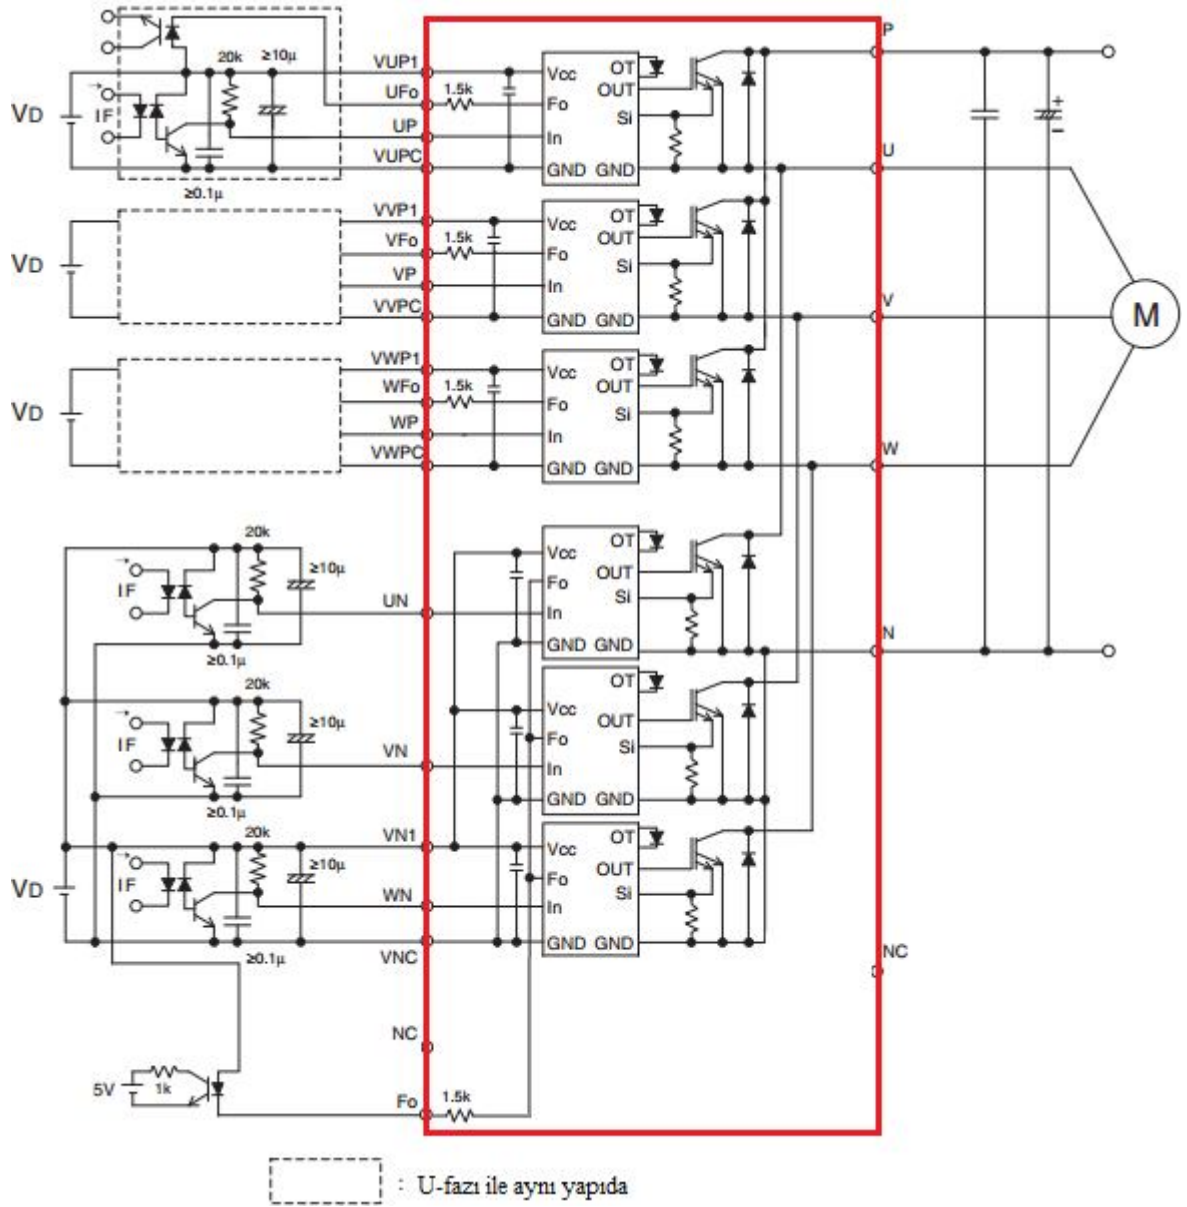 P
20k ≥10μ
VUP1 Vcc OT
UFo 1.5k Fo OUT
VD IF Si
UP In
VUPC GND GND U
≥0.1μ
VVP1 Vcc OT
VFo 1.5k Fo OUT
VD Si
VP In
VVPC GND GND V
M
VWP1 Vcc OT
WFo 1.5k Fo OUT
VD Si
WP In
VWPC GND GND W
20k
IF ≥10μ Vcc OT
Fo OUT
UN In Si
GND GND N
≥0.1μ
20k
IF ≥10μ Vcc OT
Fo OUT
VN In Si
GND GND
≥0.1μ
20k
VN1 Vcc OT
VD IF ≥10μ Fo OUT
WN In Si
VNC GND GND
≥0.1μ
NC
NC
5V 1k
Fo 1.5k
: U-fazı ile aynı yapıda